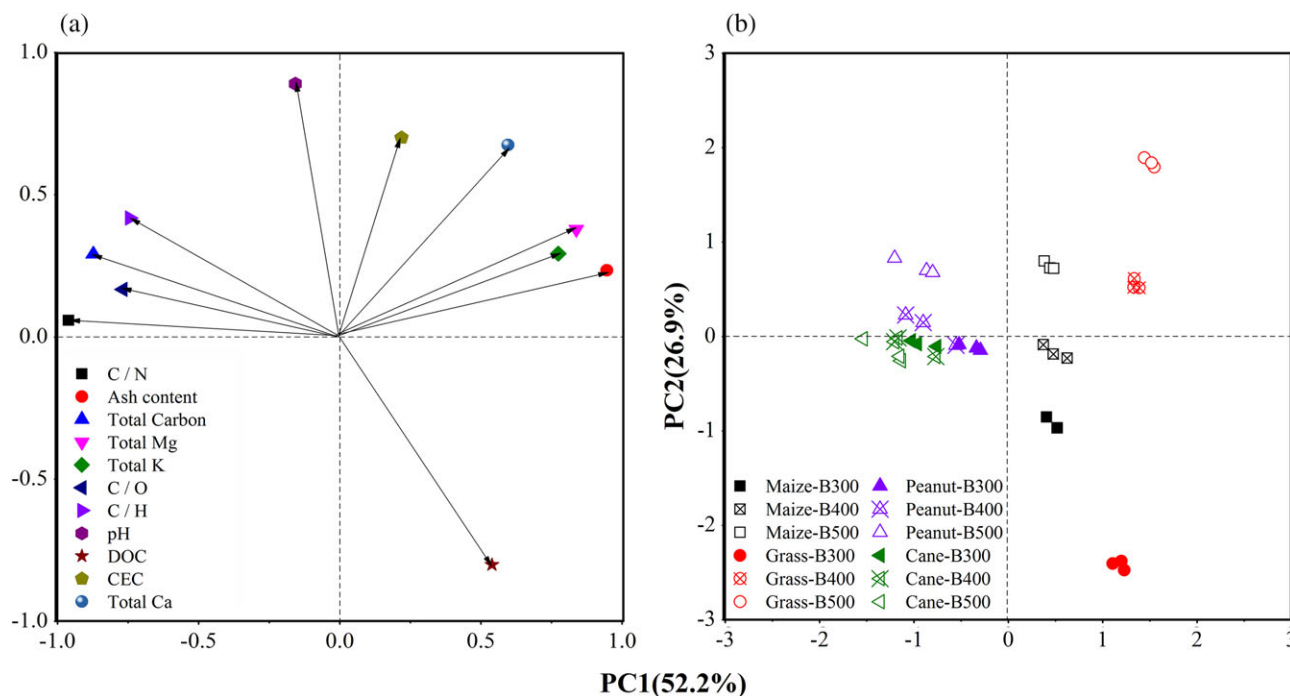 (a)
1.0
0.5
0.0
-0.5
-1.0
-1.0
-0.5
0.0
0.5
1.0
C / N
Ash content
Total Carbon
Total Mg
Total K
C / O
C / H
pH
DOC
CEC
Total Ca
(b)
PC2(26.9%)
3
2
1
0
-1
-2
-3
-3
-2
-1
0
1
2
3
Maize-B300
Maize-B400
Maize-B500
Grass-B300
Grass-B400
Grass-B500
Peanut-B300
Peanut-B400
Peanut-B500
Cane-B300
Cane-B400
Cane-B500
PC1(52.2%)